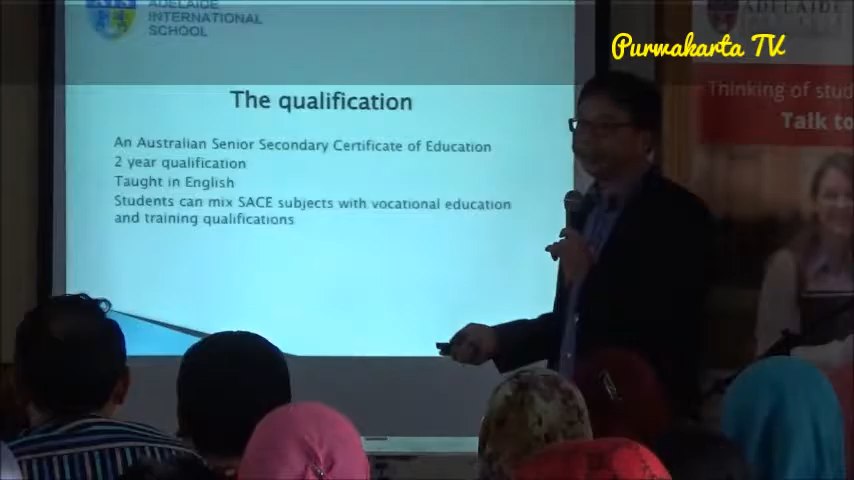 ADELAIDE
INTERNATIONAL
SCHOOL
Purwakarta TV
ADELAIDE
Thinking of stud
Talk to
The qualification
An Australian Senior Secondary Certificate of Education
2 year qualification
Taught in English
Students can mix SACE subjects with vocational education
and training qualifications.